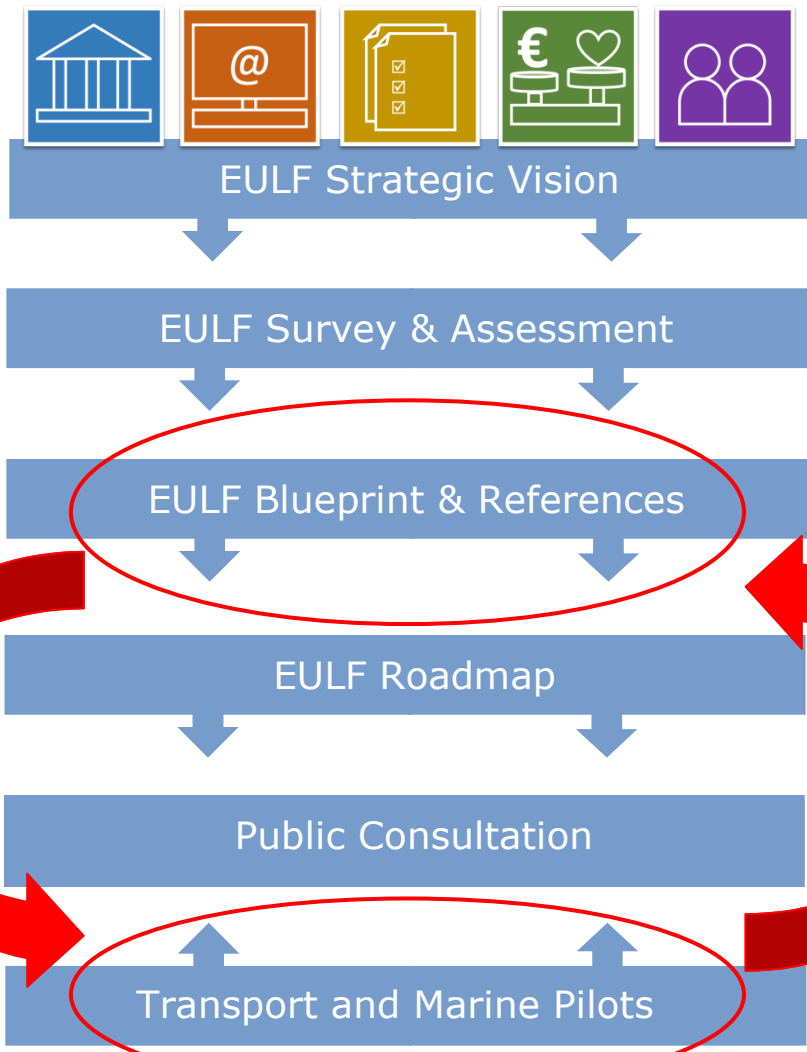 @
€
EULF Strategic Vision
EULF Survey & Assessment
EULF Blueprint & References
EULF Roadmap
Public Consultation
Transport and Marine Pilots